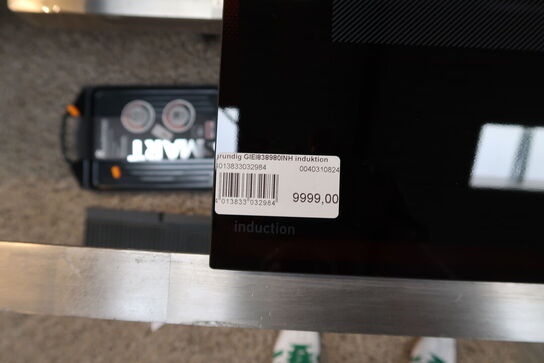 grundig GIEI838980INH induktion
4013833032984 0040310824
4 013833 032984
9999,00
induction
MART